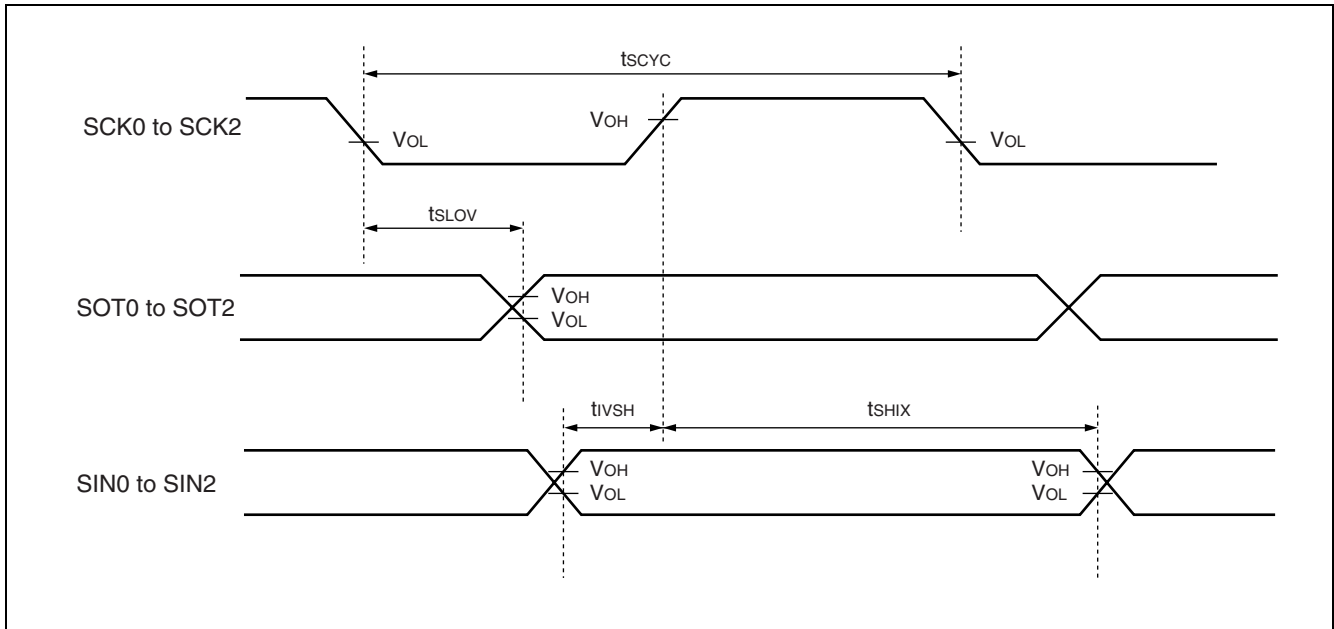 tSCYC
SCK0 to SCK2
VOL
VOH
VOL
tSLOV
SOT0 to SOT2
VOH
VOL
tIVSH
tSHIX
SIN0 to SIN2
VOH
VOL
VOH
VOL